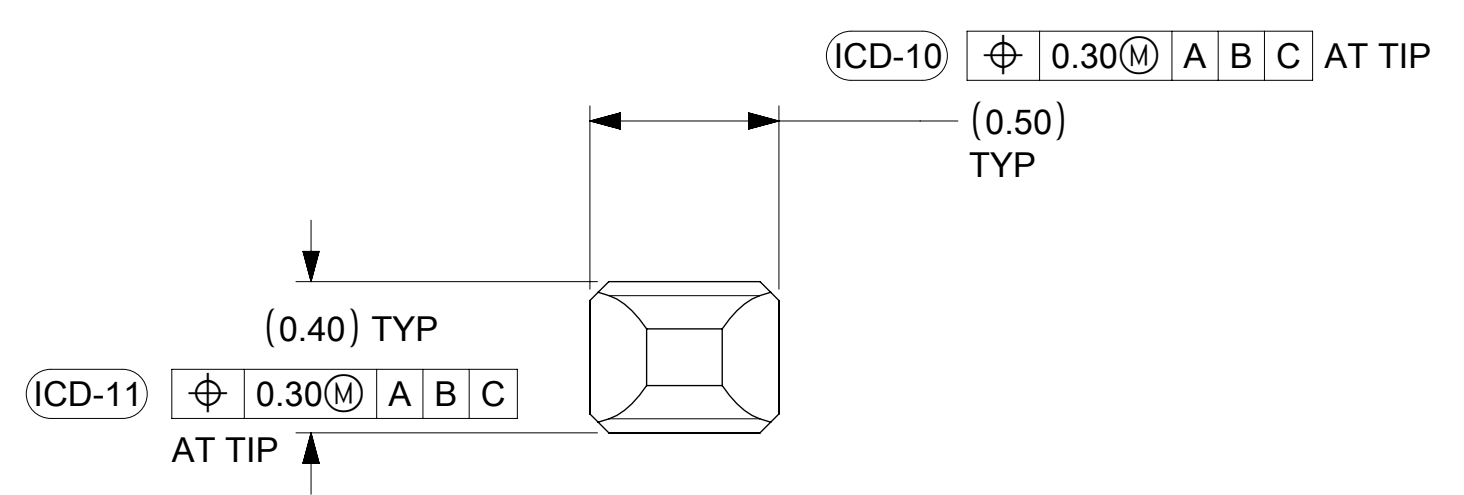 ICD-10 ⌖ 0.30Ⓜ A B C AT TIP
(0.50)
TYP
(0.40) TYP
ICD-11 ⌖ 0.30Ⓜ A B C
AT TIP